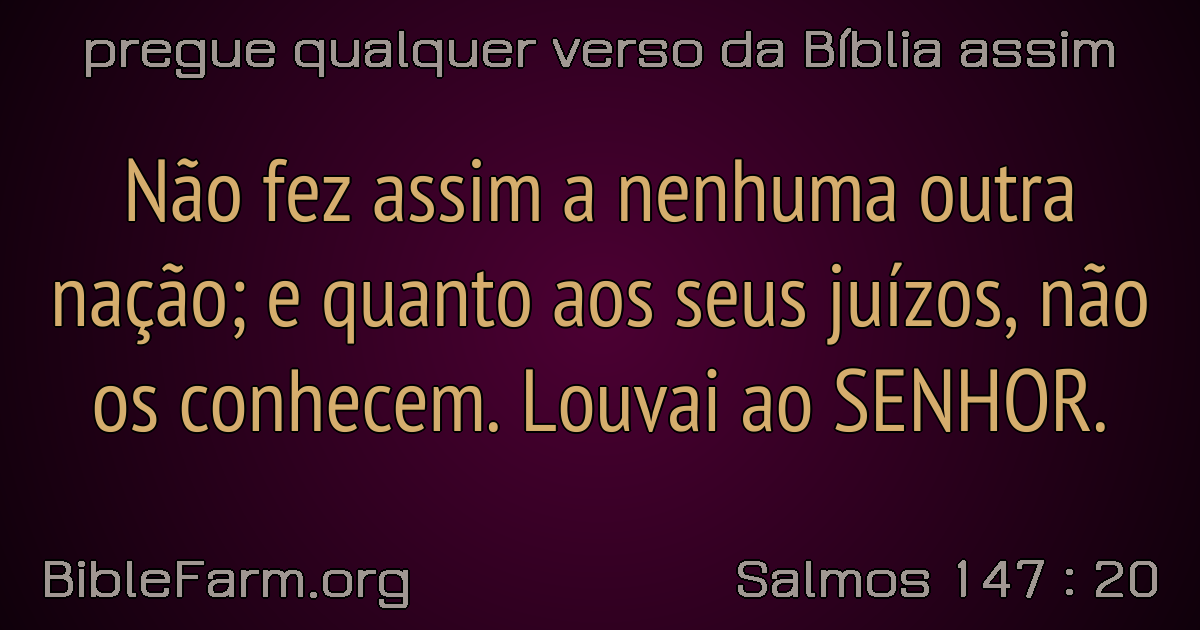 pregue qualquer verso da Bíblia assim
Não fez assim a nenhuma outra
nação; e quanto aos seus juízos, não
os conhecem. Louvai ao SENHOR.
BibleFarm.org
Salmos 147 : 20